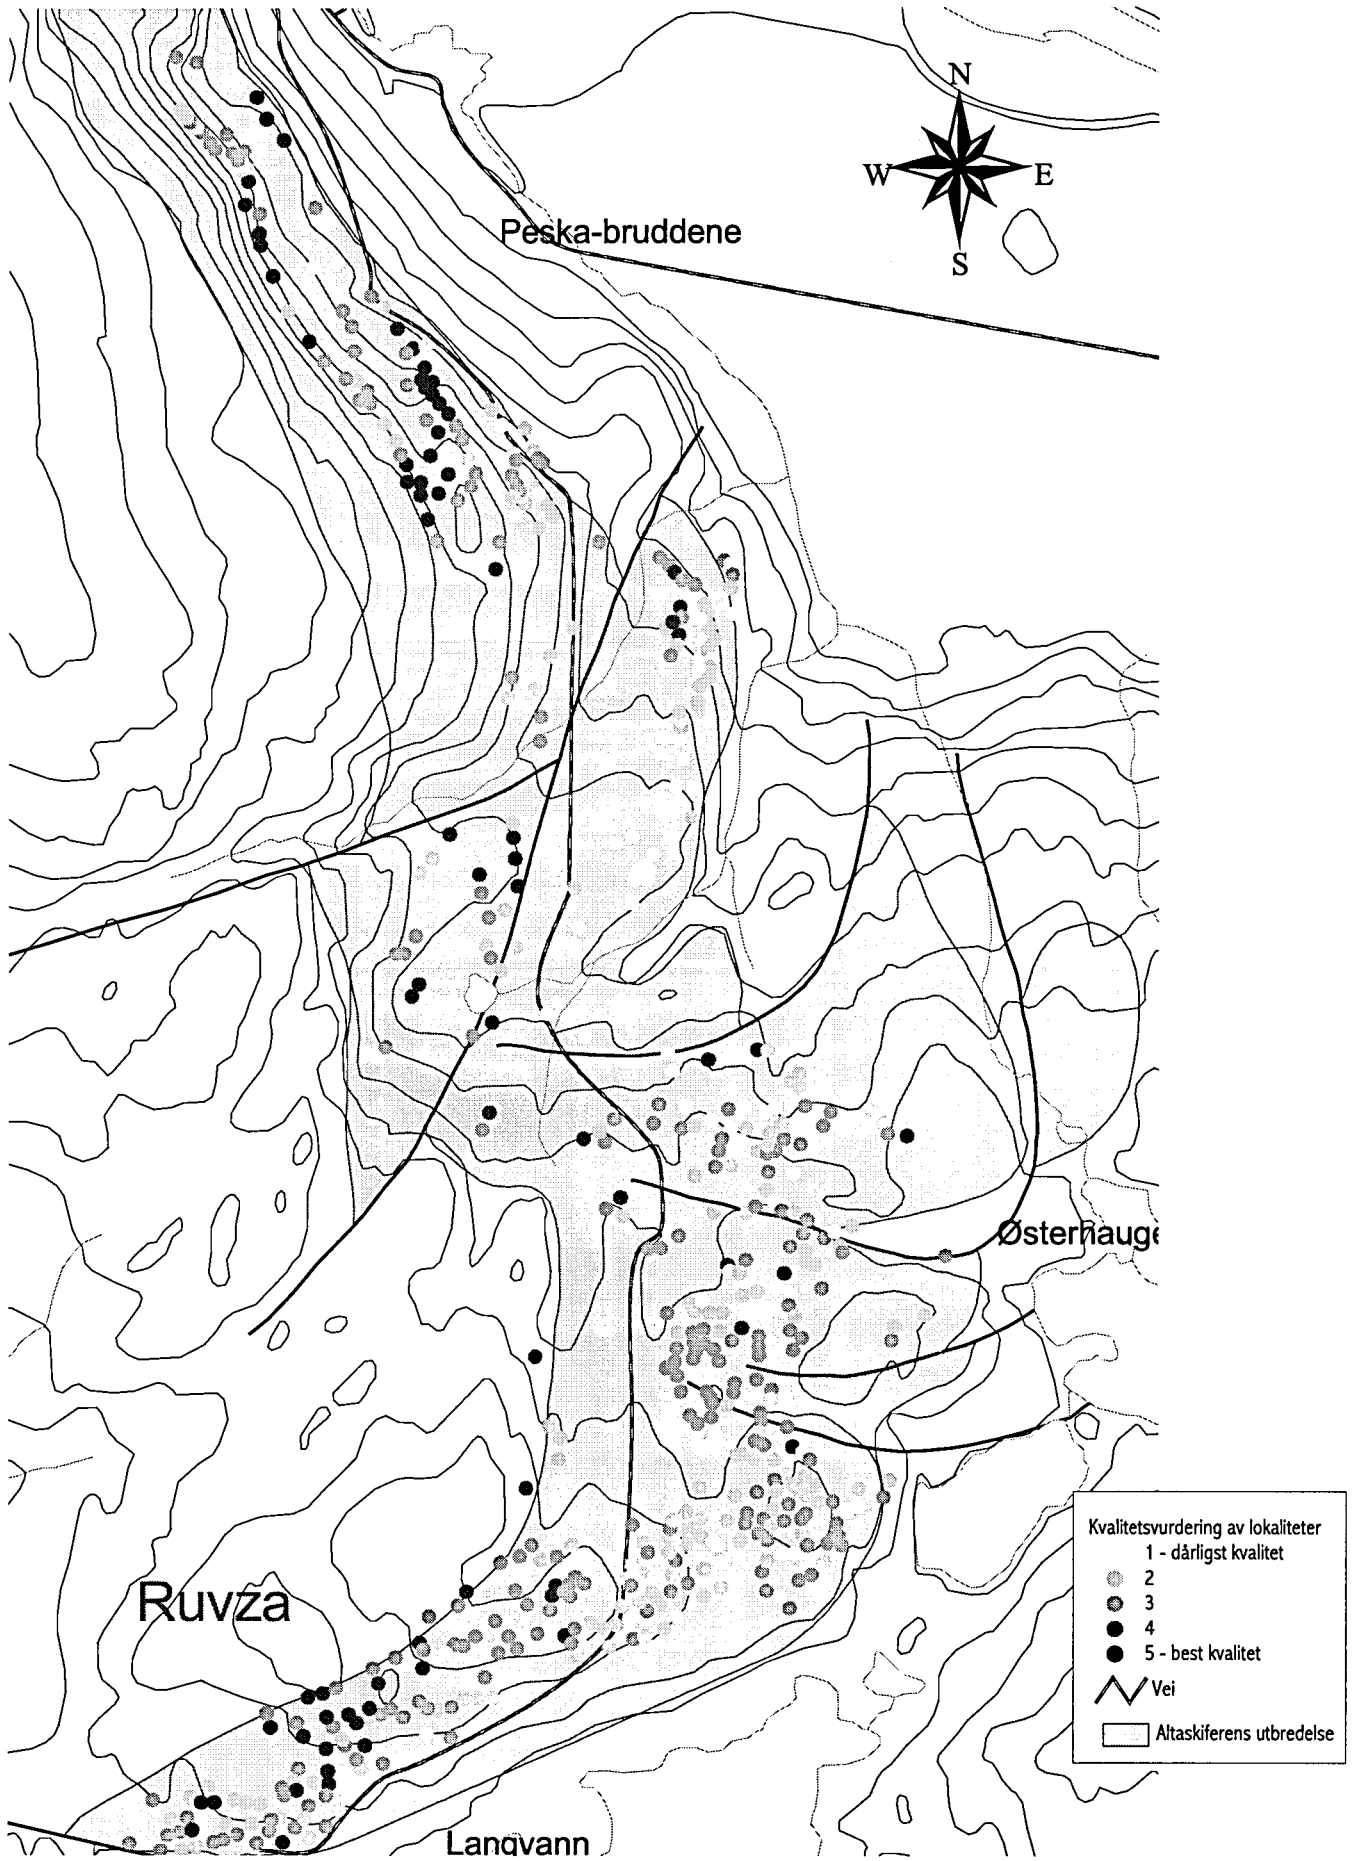 N
W
E
S
Peska-bruddene
Østerhauge
Ruvza
Langvann
Kvalitetsvurdering av lokaliteter
1 - dårligst kvalitet
2
3
4
5 - best kvalitet
Vei
Altaskiferens utbredelse